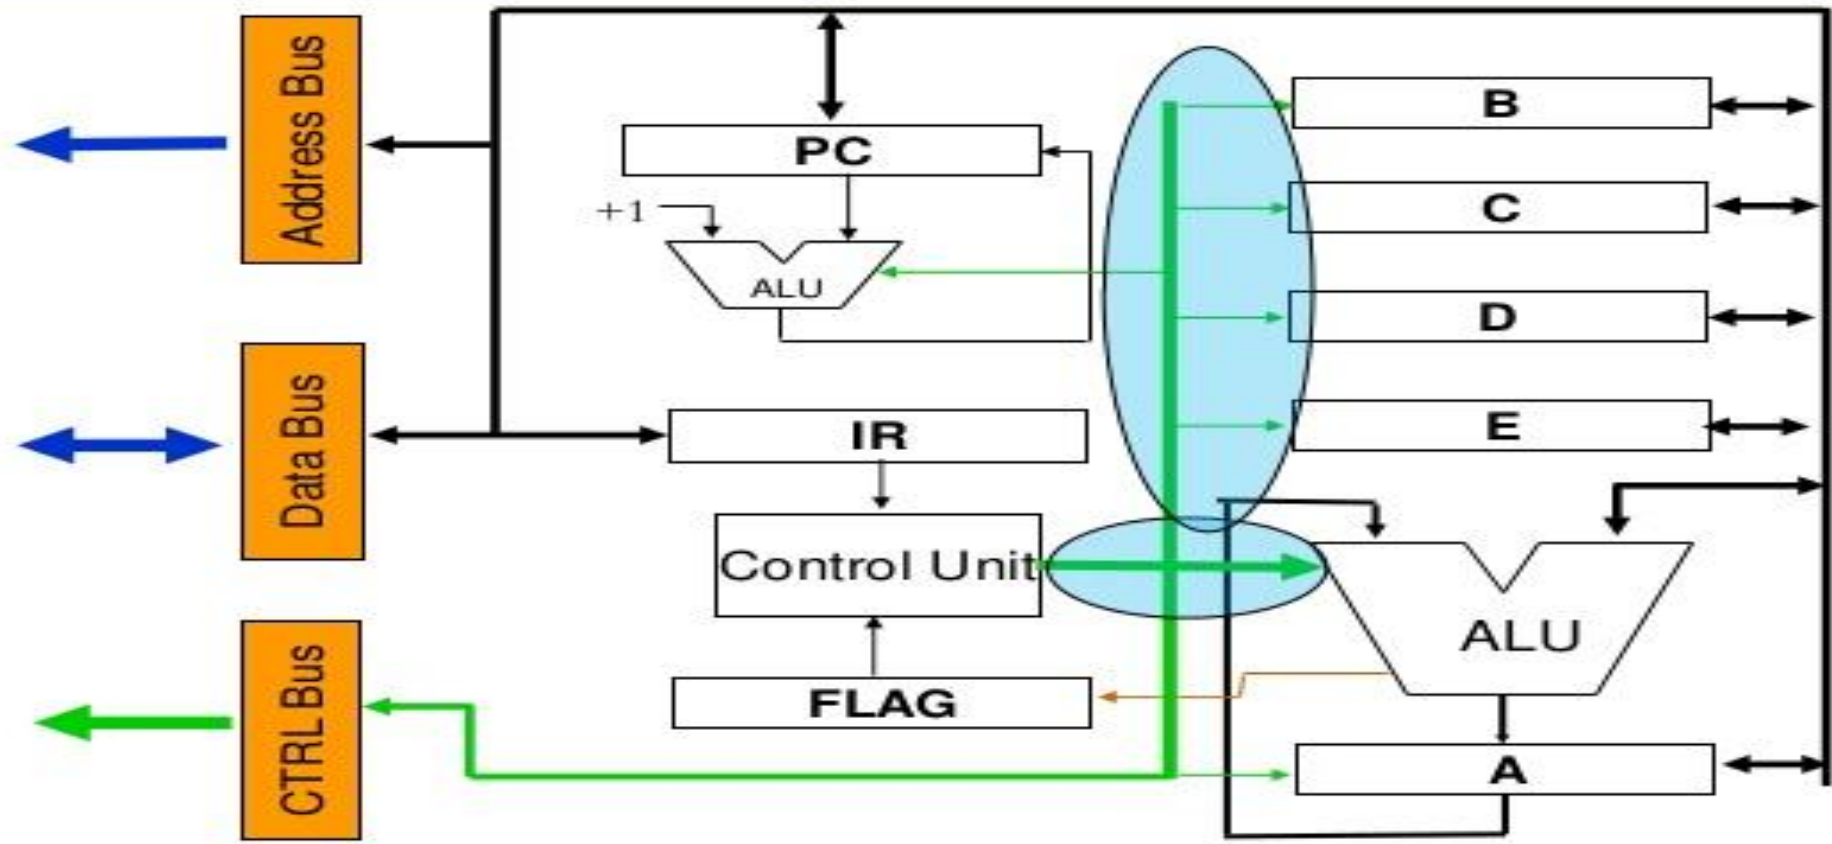 Address Bus
PC
+1
ALU
B
C
D
E
Data Bus
IR
Control Unit
FLAG
ALU
CTRL Bus
A